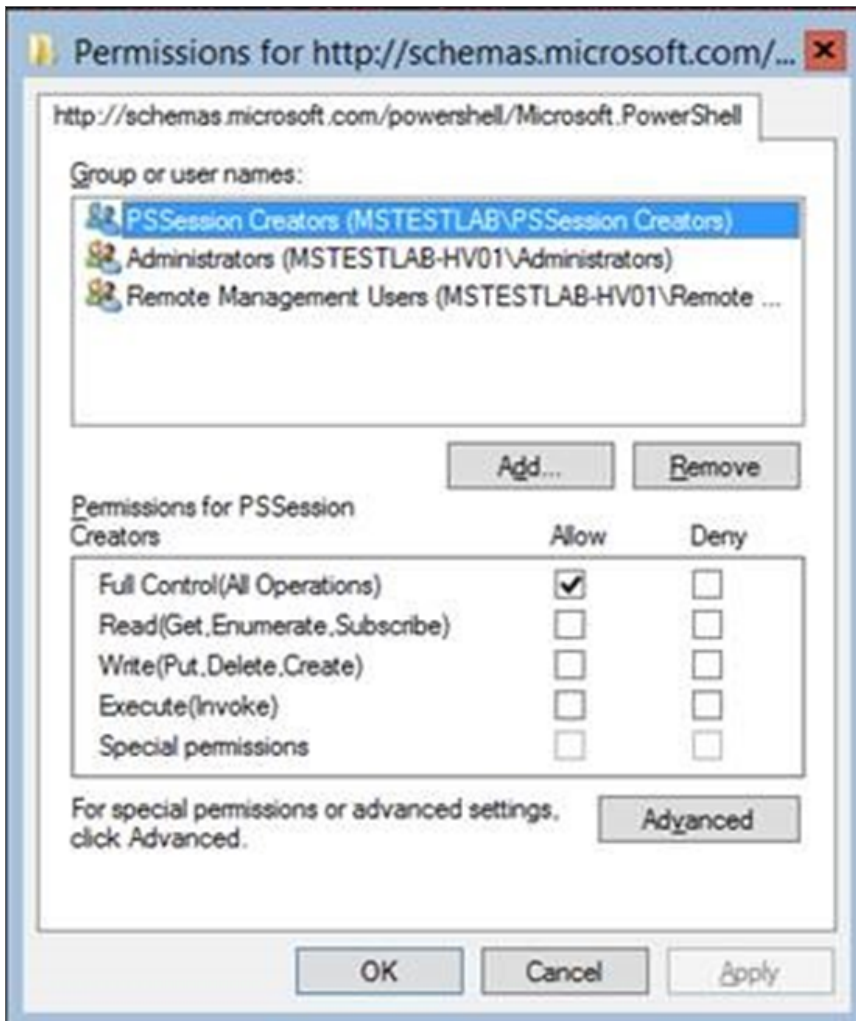 Permissions for http://schemas.microsoft.com/...
http://schemas.microsoft.com/powershell/Microsoft.PowerShell
Group or user names:
PSSession Creators (MSTESTLAB\PSSession Creators)
Administrators (MSTESTLAB-HV01\Administrators)
Remote Management Users (MSTESTLAB-HV01\Remote ...
Add...
Remove
Permissions for PSSession
Creators
Allow
Deny
Full Control(All Operations)
Read(Get,Enumerate,Subscribe)
Write(Put,Delete,Create)
Execute(Invoke)
Special permissions
For special permissions or advanced settings,
click Advanced.
Advanced
OK
Cancel
Apply